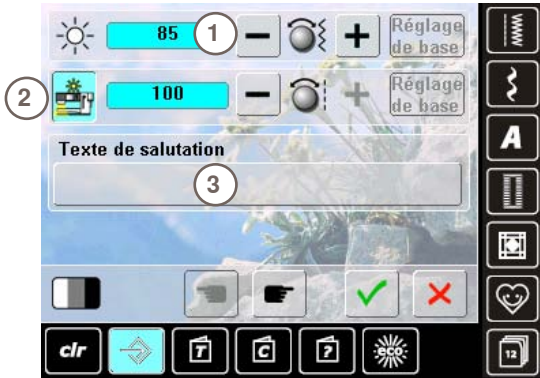 85
1
Réglage
de base
2
100
Réglage
de base
Texte de salutation
3
A
clr
T
C
?
eco
12